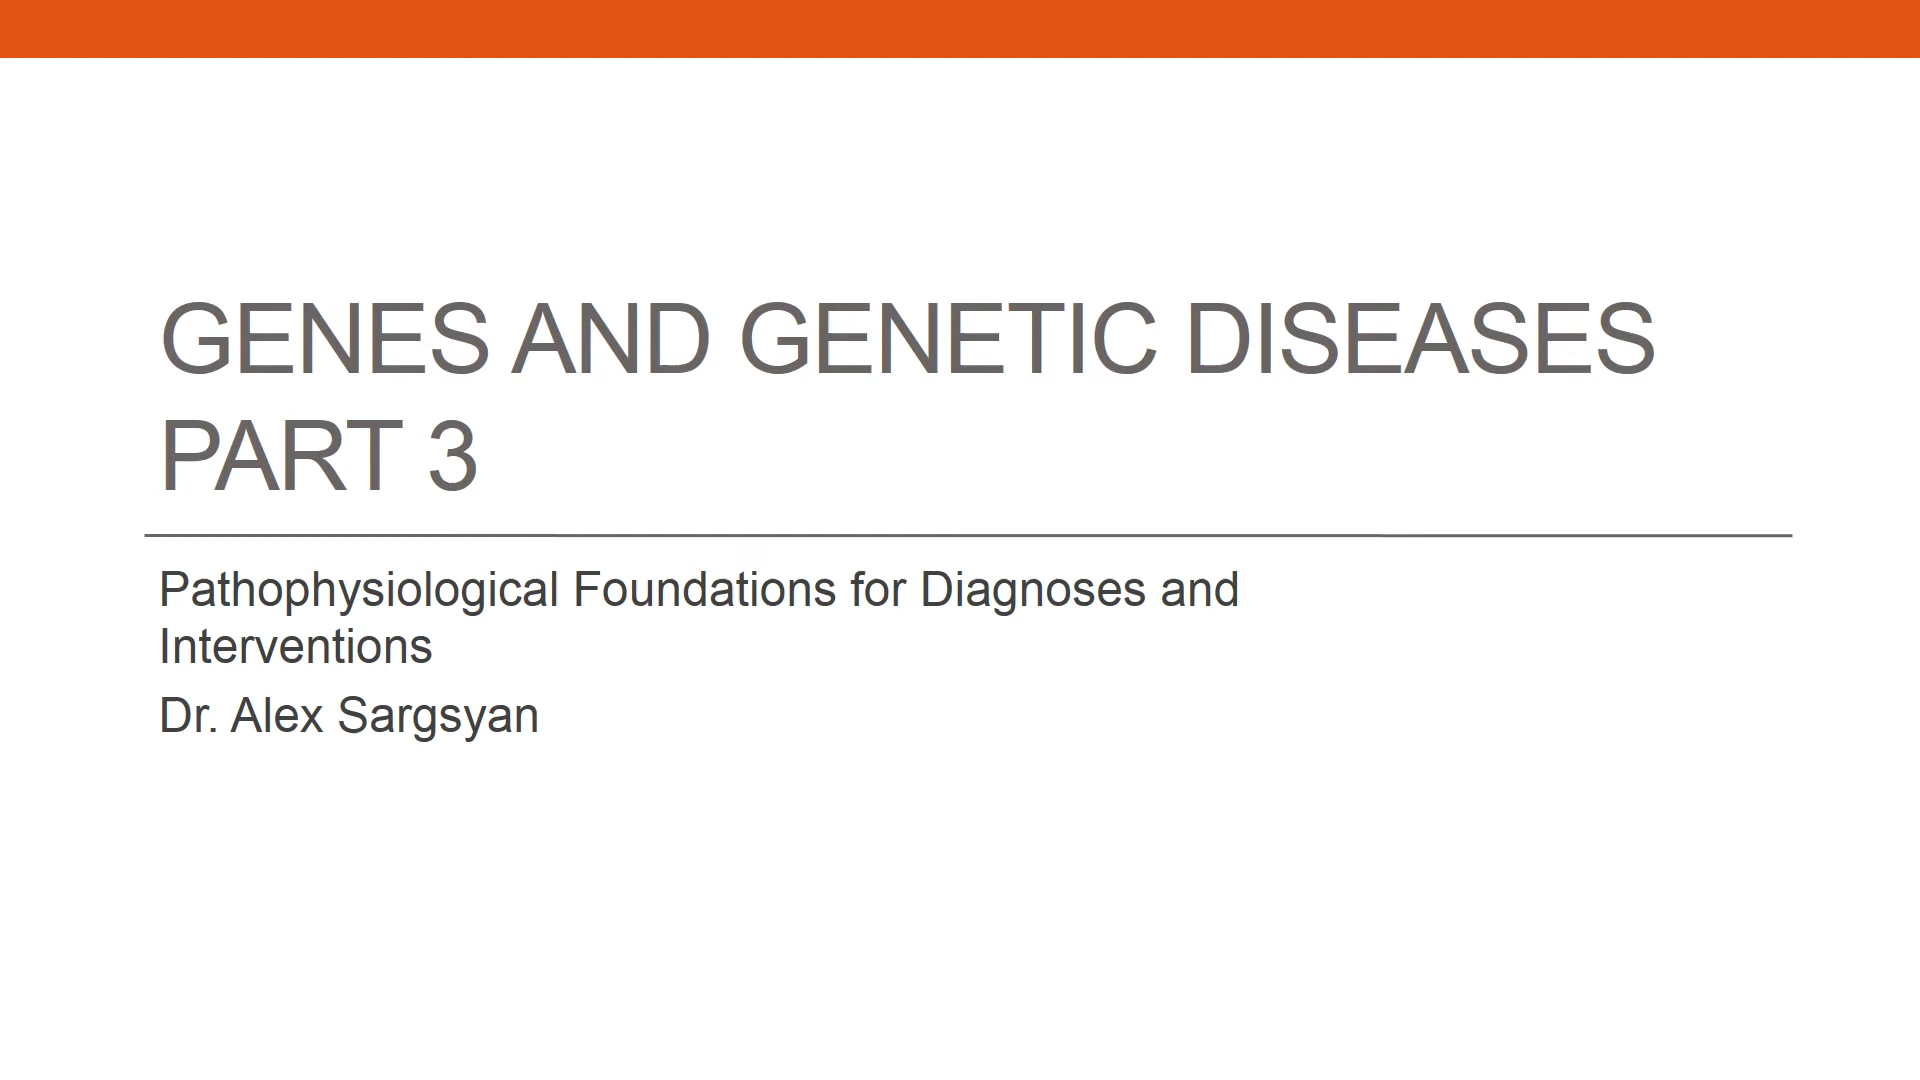 GENES AND GENETIC DISEASES
PART 3
Pathophysiological Foundations for Diagnoses and
Interventions
Dr. Alex Sargsyan